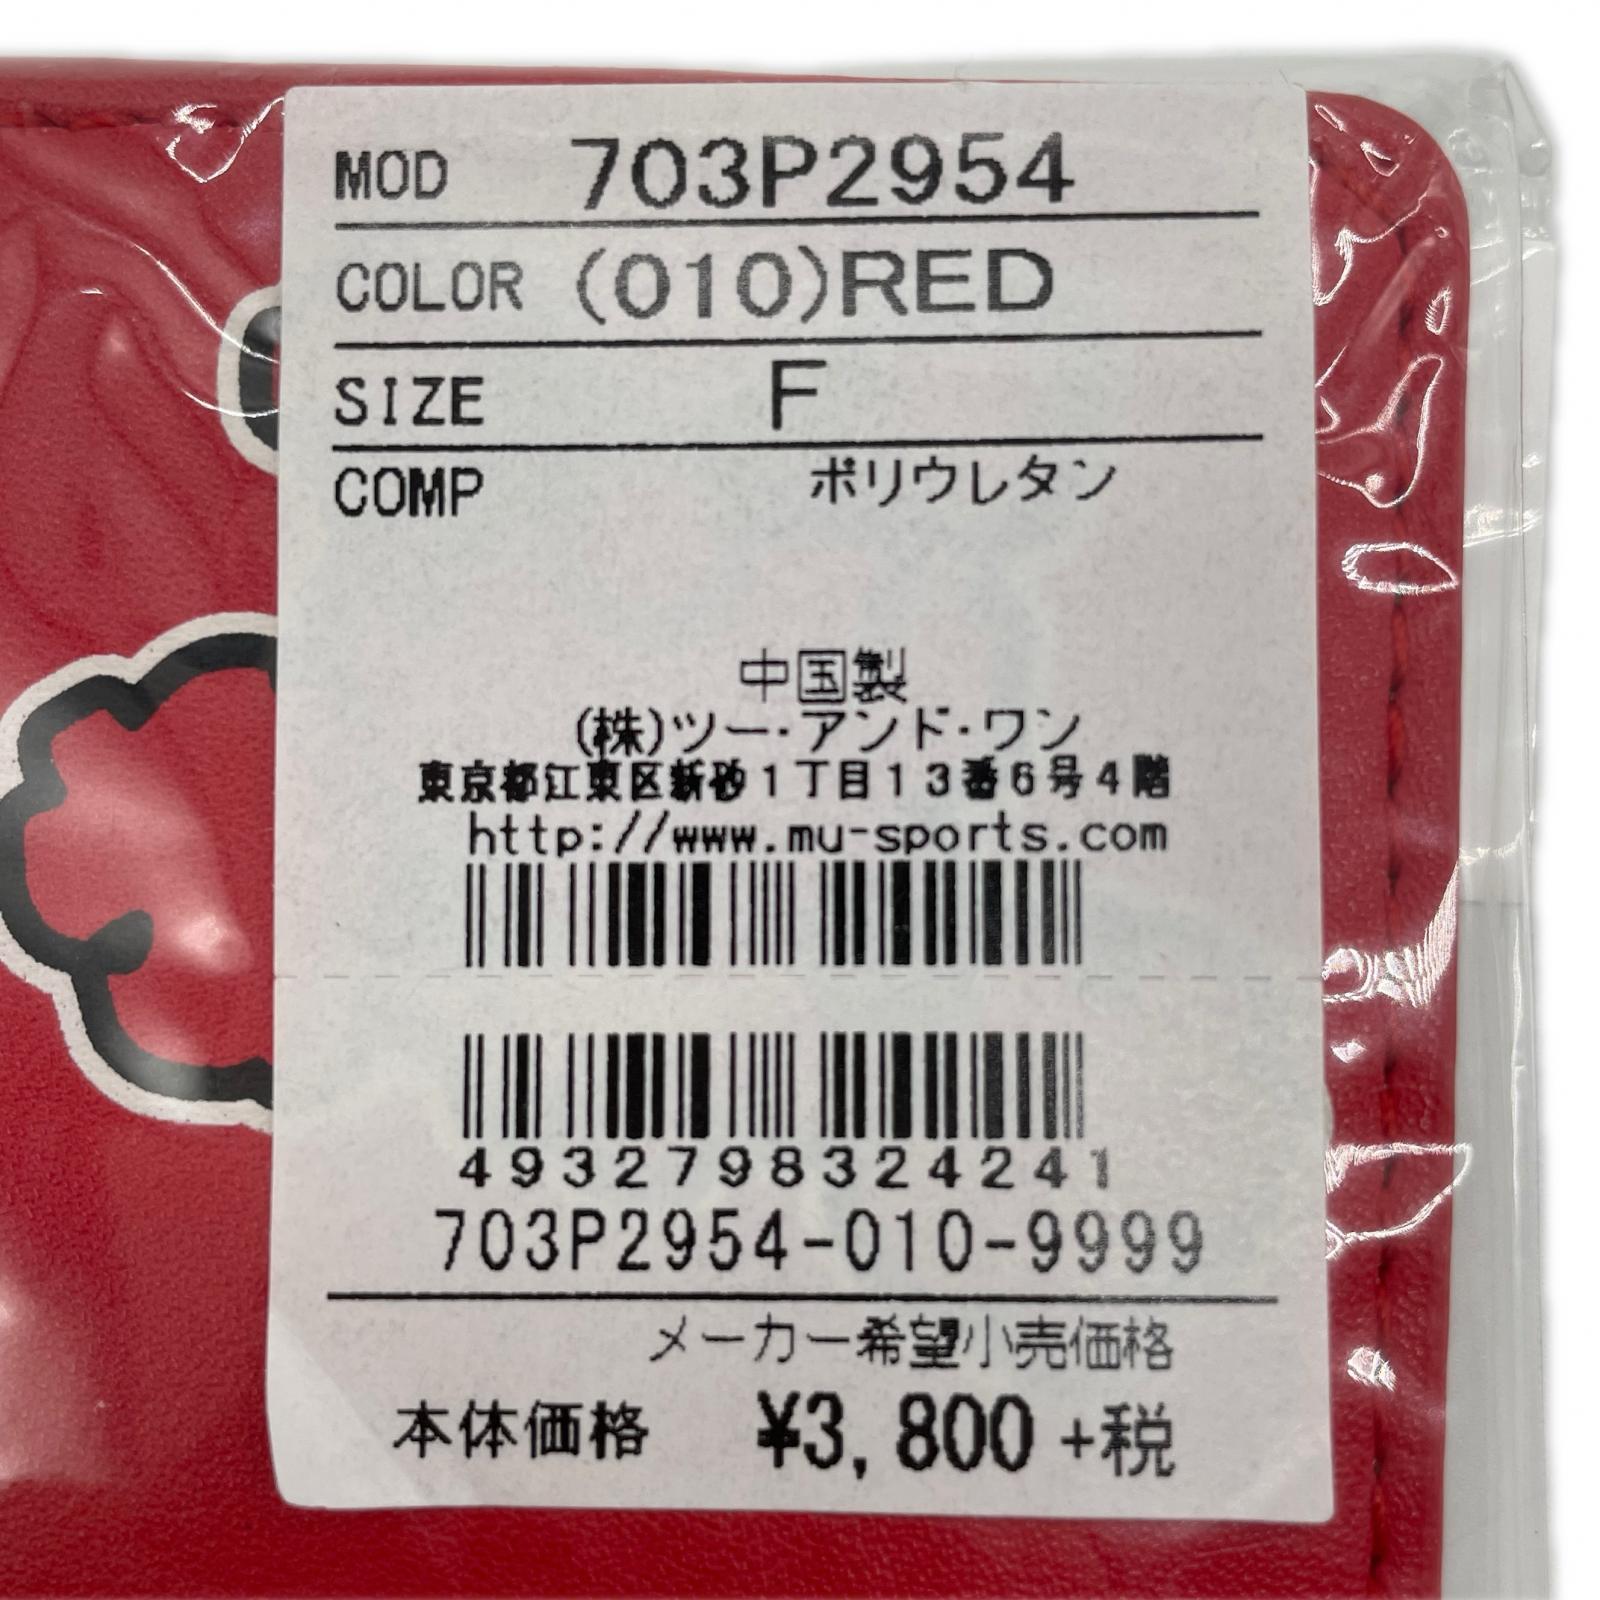 MOD 703P2954
COLOR (010)RED
SIZE F
COMP ポリウレタン
中国製
(株)ツー・アンド・ワン
東京都江東区新砂1丁目13番6号4階
http://www.mu-sports.com
4932798324241
703P2954-010-9999
メーカー希望小売価格
本体価格 ¥3,800 +税